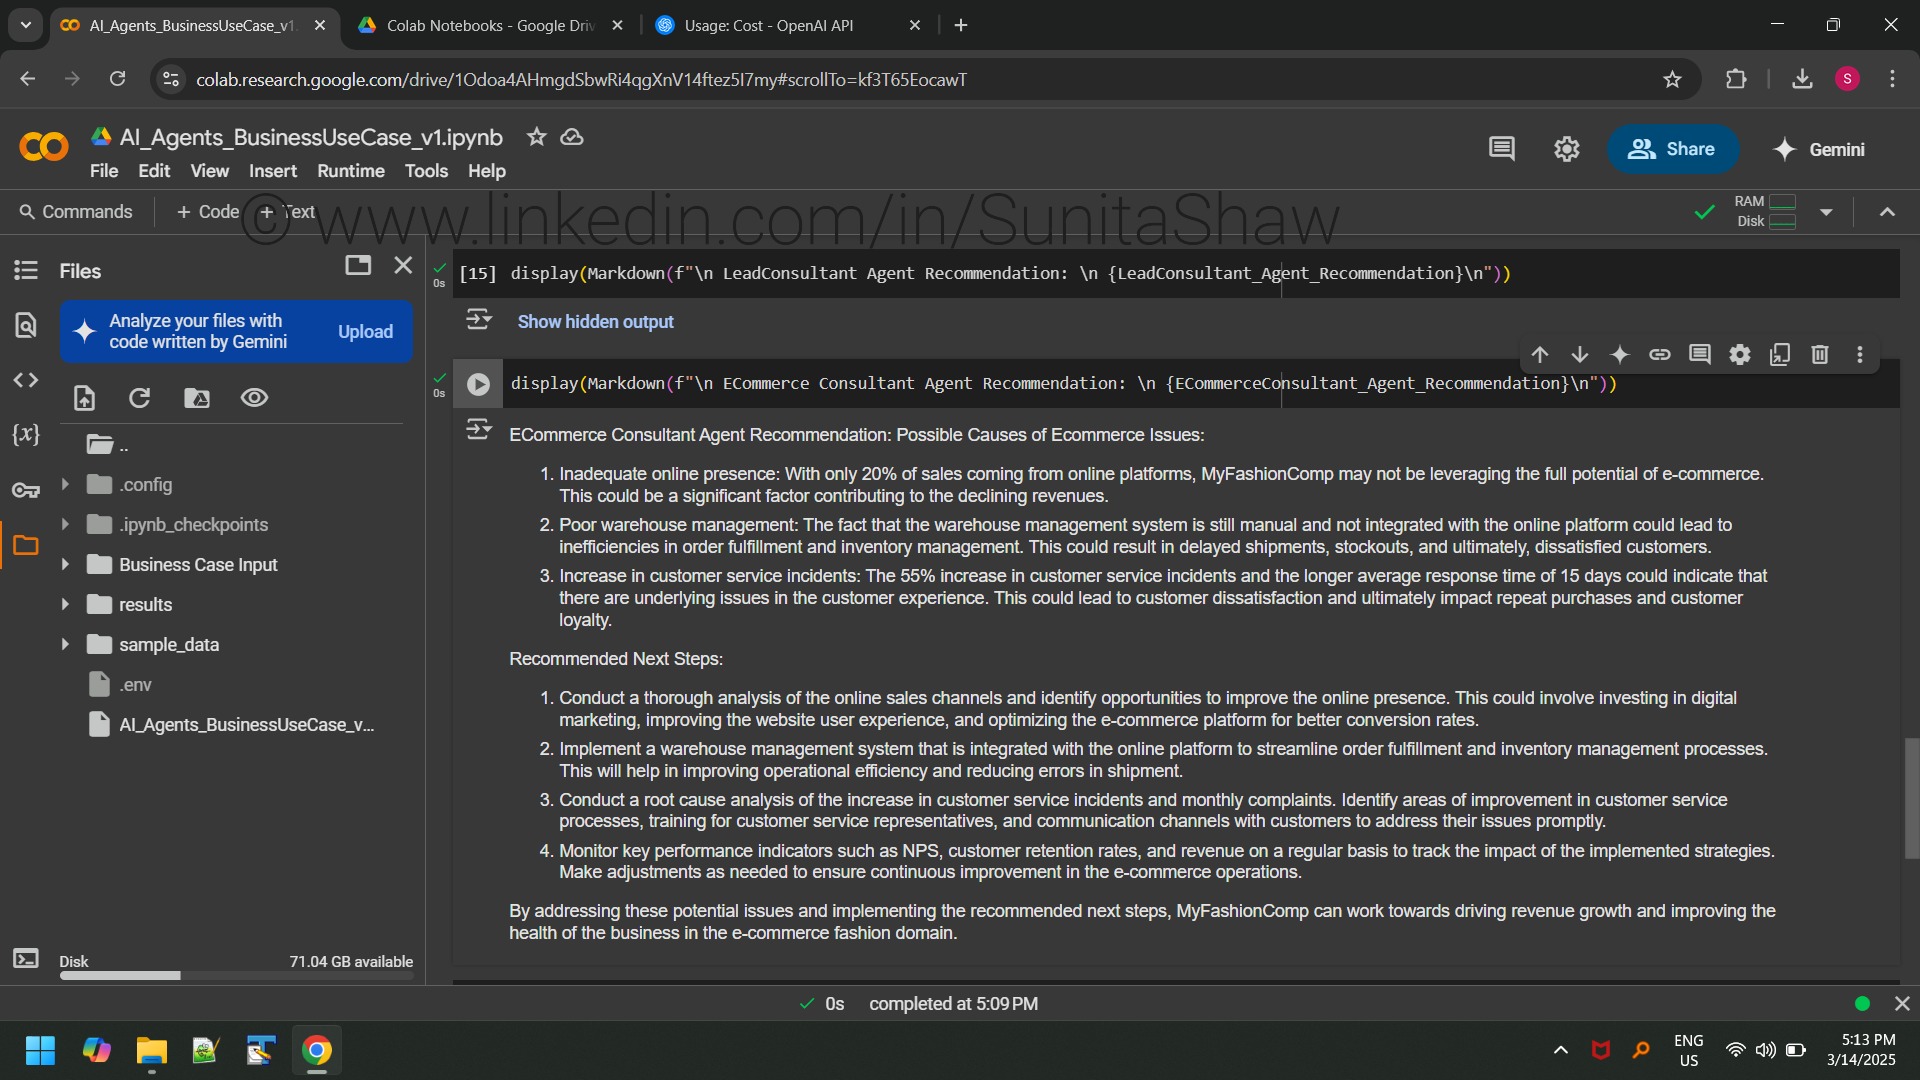 AI_Agents_BusinessUseCase_v1.
Colab Notebooks - Google Driv
Usage: Cost - OpenAI API
colab.research.google.com/drive/1Odoa4AHmgdSbwRi4qgXnV14ftez5I7my#scrollTo=kf3T65EocawT
S
AI_Agents_BusinessUseCase_v1.ipynb
File Edit View Insert Runtime Tools Help
Share
Gemini
Commands + Code + Text
© www.linkedin.com/in/SunitaShaw
RAM
Disk
Files
Analyze your files with
code written by Gemini
Upload
..
.config
.ipynb_checkpoints
Business Case Input
results
sample_data
.env
AI_Agents_BusinessUseCase_v...
Disk 71.04 GB available
0s
[15] display(Markdown(f"\n LeadConsultant Agent Recommendation: \n {LeadConsultant_Agent_Recommendation}\n"))
Show hidden output
0s
display(Markdown(f"\n ECommerce Consultant Agent Recommendation: \n {ECommerceConsultant_Agent_Recommendation}\n"))
ECommerce Consultant Agent Recommendation: Possible Causes of Ecommerce Issues:
1. Inadequate online presence: With only 20% of sales coming from online platforms, MyFashionComp may not be leveraging the full potential of e-commerce.
This could be a significant factor contributing to the declining revenues.
2. Poor warehouse management: The fact that the warehouse management system is still manual and not integrated with the online platform could lead to
inefficiencies in order fulfillment and inventory management. This could result in delayed shipments, stockouts, and ultimately, dissatisfied customers.
3. Increase in customer service incidents: The 55% increase in customer service incidents and the longer average response time of 15 days could indicate that
there are underlying issues in the customer experience. This could lead to customer dissatisfaction and ultimately impact repeat purchases and customer
loyalty.
Recommended Next Steps:
1. Conduct a thorough analysis of the online sales channels and identify opportunities to improve the online presence. This could involve investing in digital
marketing, improving the website user experience, and optimizing the e-commerce platform for better conversion rates.
2. Implement a warehouse management system that is integrated with the online platform to streamline order fulfillment and inventory management processes.
This will help in improving operational efficiency and reducing errors in shipment.
3. Conduct a root cause analysis of the increase in customer service incidents and monthly complaints. Identify areas of improvement in customer service
processes, training for customer service representatives, and communication channels with customers to address their issues promptly.
4. Monitor key performance indicators such as NPS, customer retention rates, and revenue on a regular basis to track the impact of the implemented strategies.
Make adjustments as needed to ensure continuous improvement in the e-commerce operations.
By addressing these potential issues and implementing the recommended next steps, MyFashionComp can work towards driving revenue growth and improving the
health of the business in the e-commerce fashion domain.
0s completed at 5:09 PM
ENG
US
5:13 PM
3/14/2025